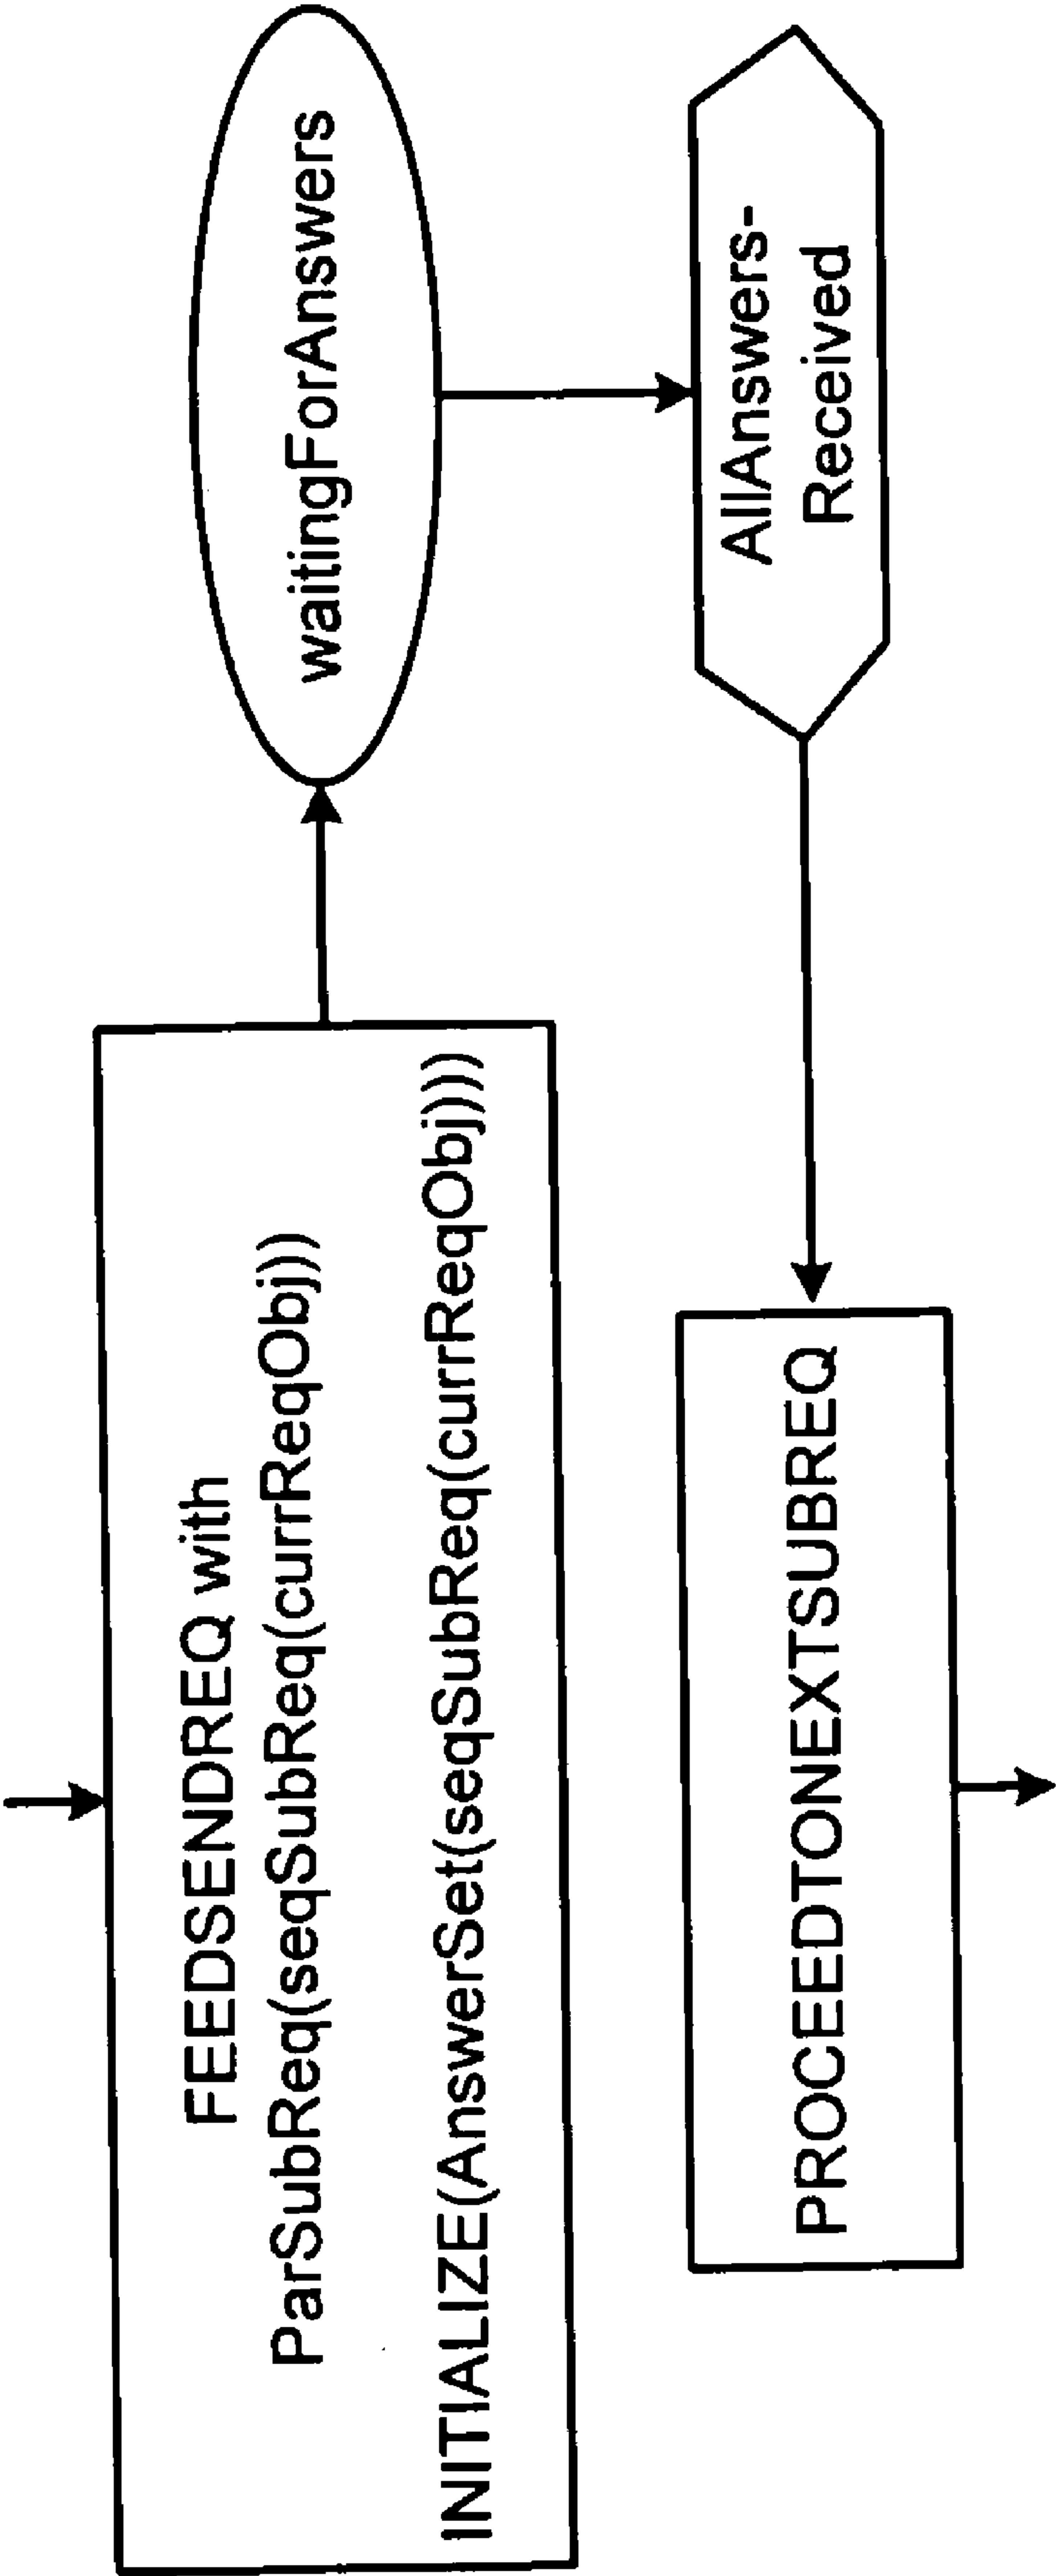 FEEDSENDREQ with
ParSubReq(seqSubReq(currReqObj))
INITIALIZE(AnswerSet(seqSubReq(currReqObj))))
waitingForAnswers
AllAnswers-
Received
PROCEEDTONEXTSUBREQ